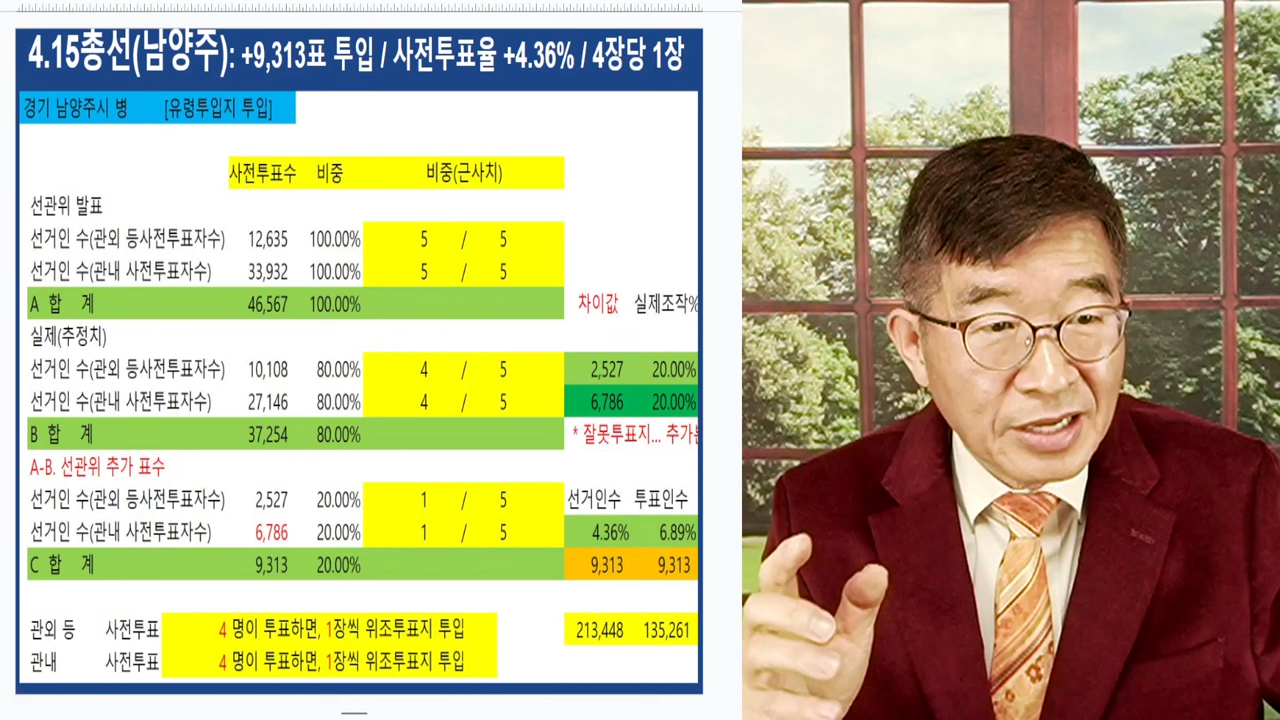 4.15총선(남양주): +9,313표 투입 / 사전투표율 +4.36% / 4장당 1장
경기 남양주시 병 [유령투입지 투입]
사전투표수 비중 비중(근사치)
선관위 발표
선거인 수(관외 등사전투표자수) 12,635 100.00% 5 / 5
선거인 수(관내 사전투표자수) 33,932 100.00% 5 / 5
A 합 계 46,567 100.00% 차이값 실제조작%
실제(추정치)
선거인 수(관외 등사전투표자수) 10,108 80.00% 4 / 5 2,527 20.00%
선거인 수(관내 사전투표자수) 27,146 80.00% 4 / 5 6,786 20.00%
B 합 계 37,254 80.00% * 잘못투표지... 추가
A-B. 선관위 추가 표수
선거인 수(관외 등사전투표자수) 2,527 20.00% 1 / 5 선거인수 투표인수
선거인 수(관내 사전투표자수) 6,786 20.00% 1 / 5 4.36% 6.89%
C 합 계 9,313 20.00% 9,313 9,313
관외 등 사전투표 4 명이 투표하면, 1장씩 위조투표지 투입 213,448 135,261
관내 사전투표 4 명이 투표하면, 1장씩 위조투표지 투입